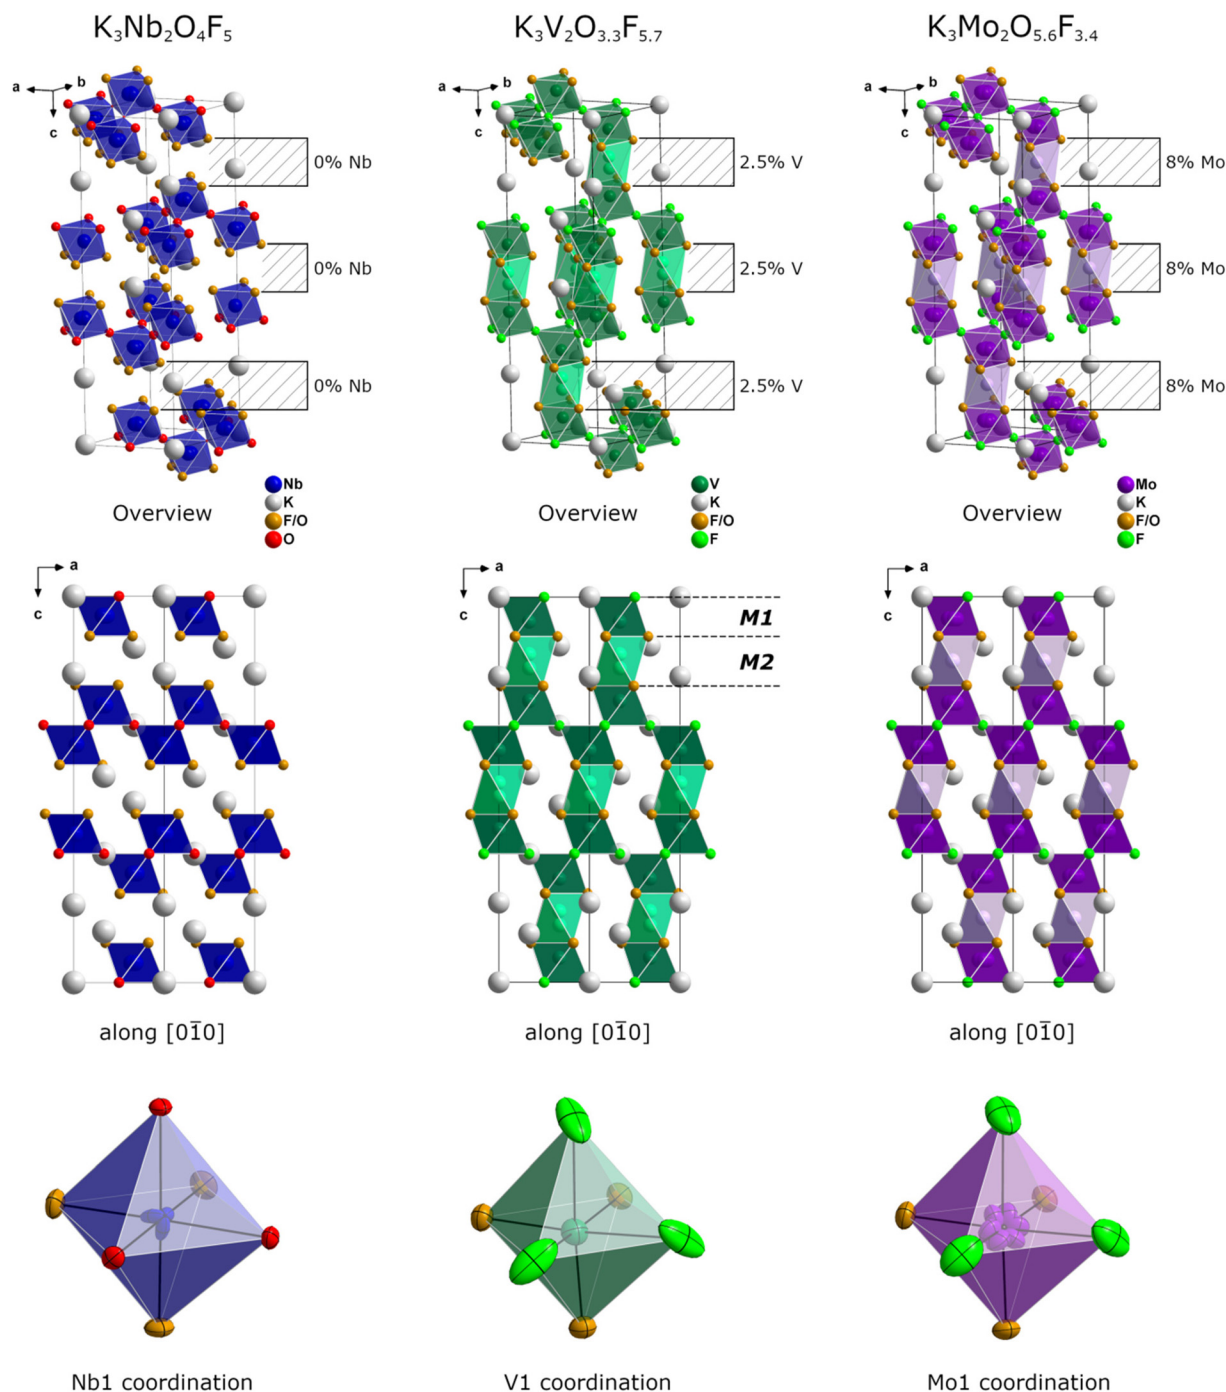 K₃Nb₂O₄F₅
K₃V₂O₃.₃F₅.₇
K₃Mo₂O₅.₆F₃.₄
a b c
a b c
a b c
0% Nb
2.5% V
8% Mo
0% Nb
2.5% V
8% Mo
0% Nb
2.5% V
8% Mo
Nb
K
F/O
O
V
K
F/O
F
Mo
K
F/O
F
Overview
Overview
Overview
a
c
a
c
a
c
M1
M2
along [01̄0]
along [01̄0]
along [01̄0]
Nb1 coordination
V1 coordination
Mo1 coordination